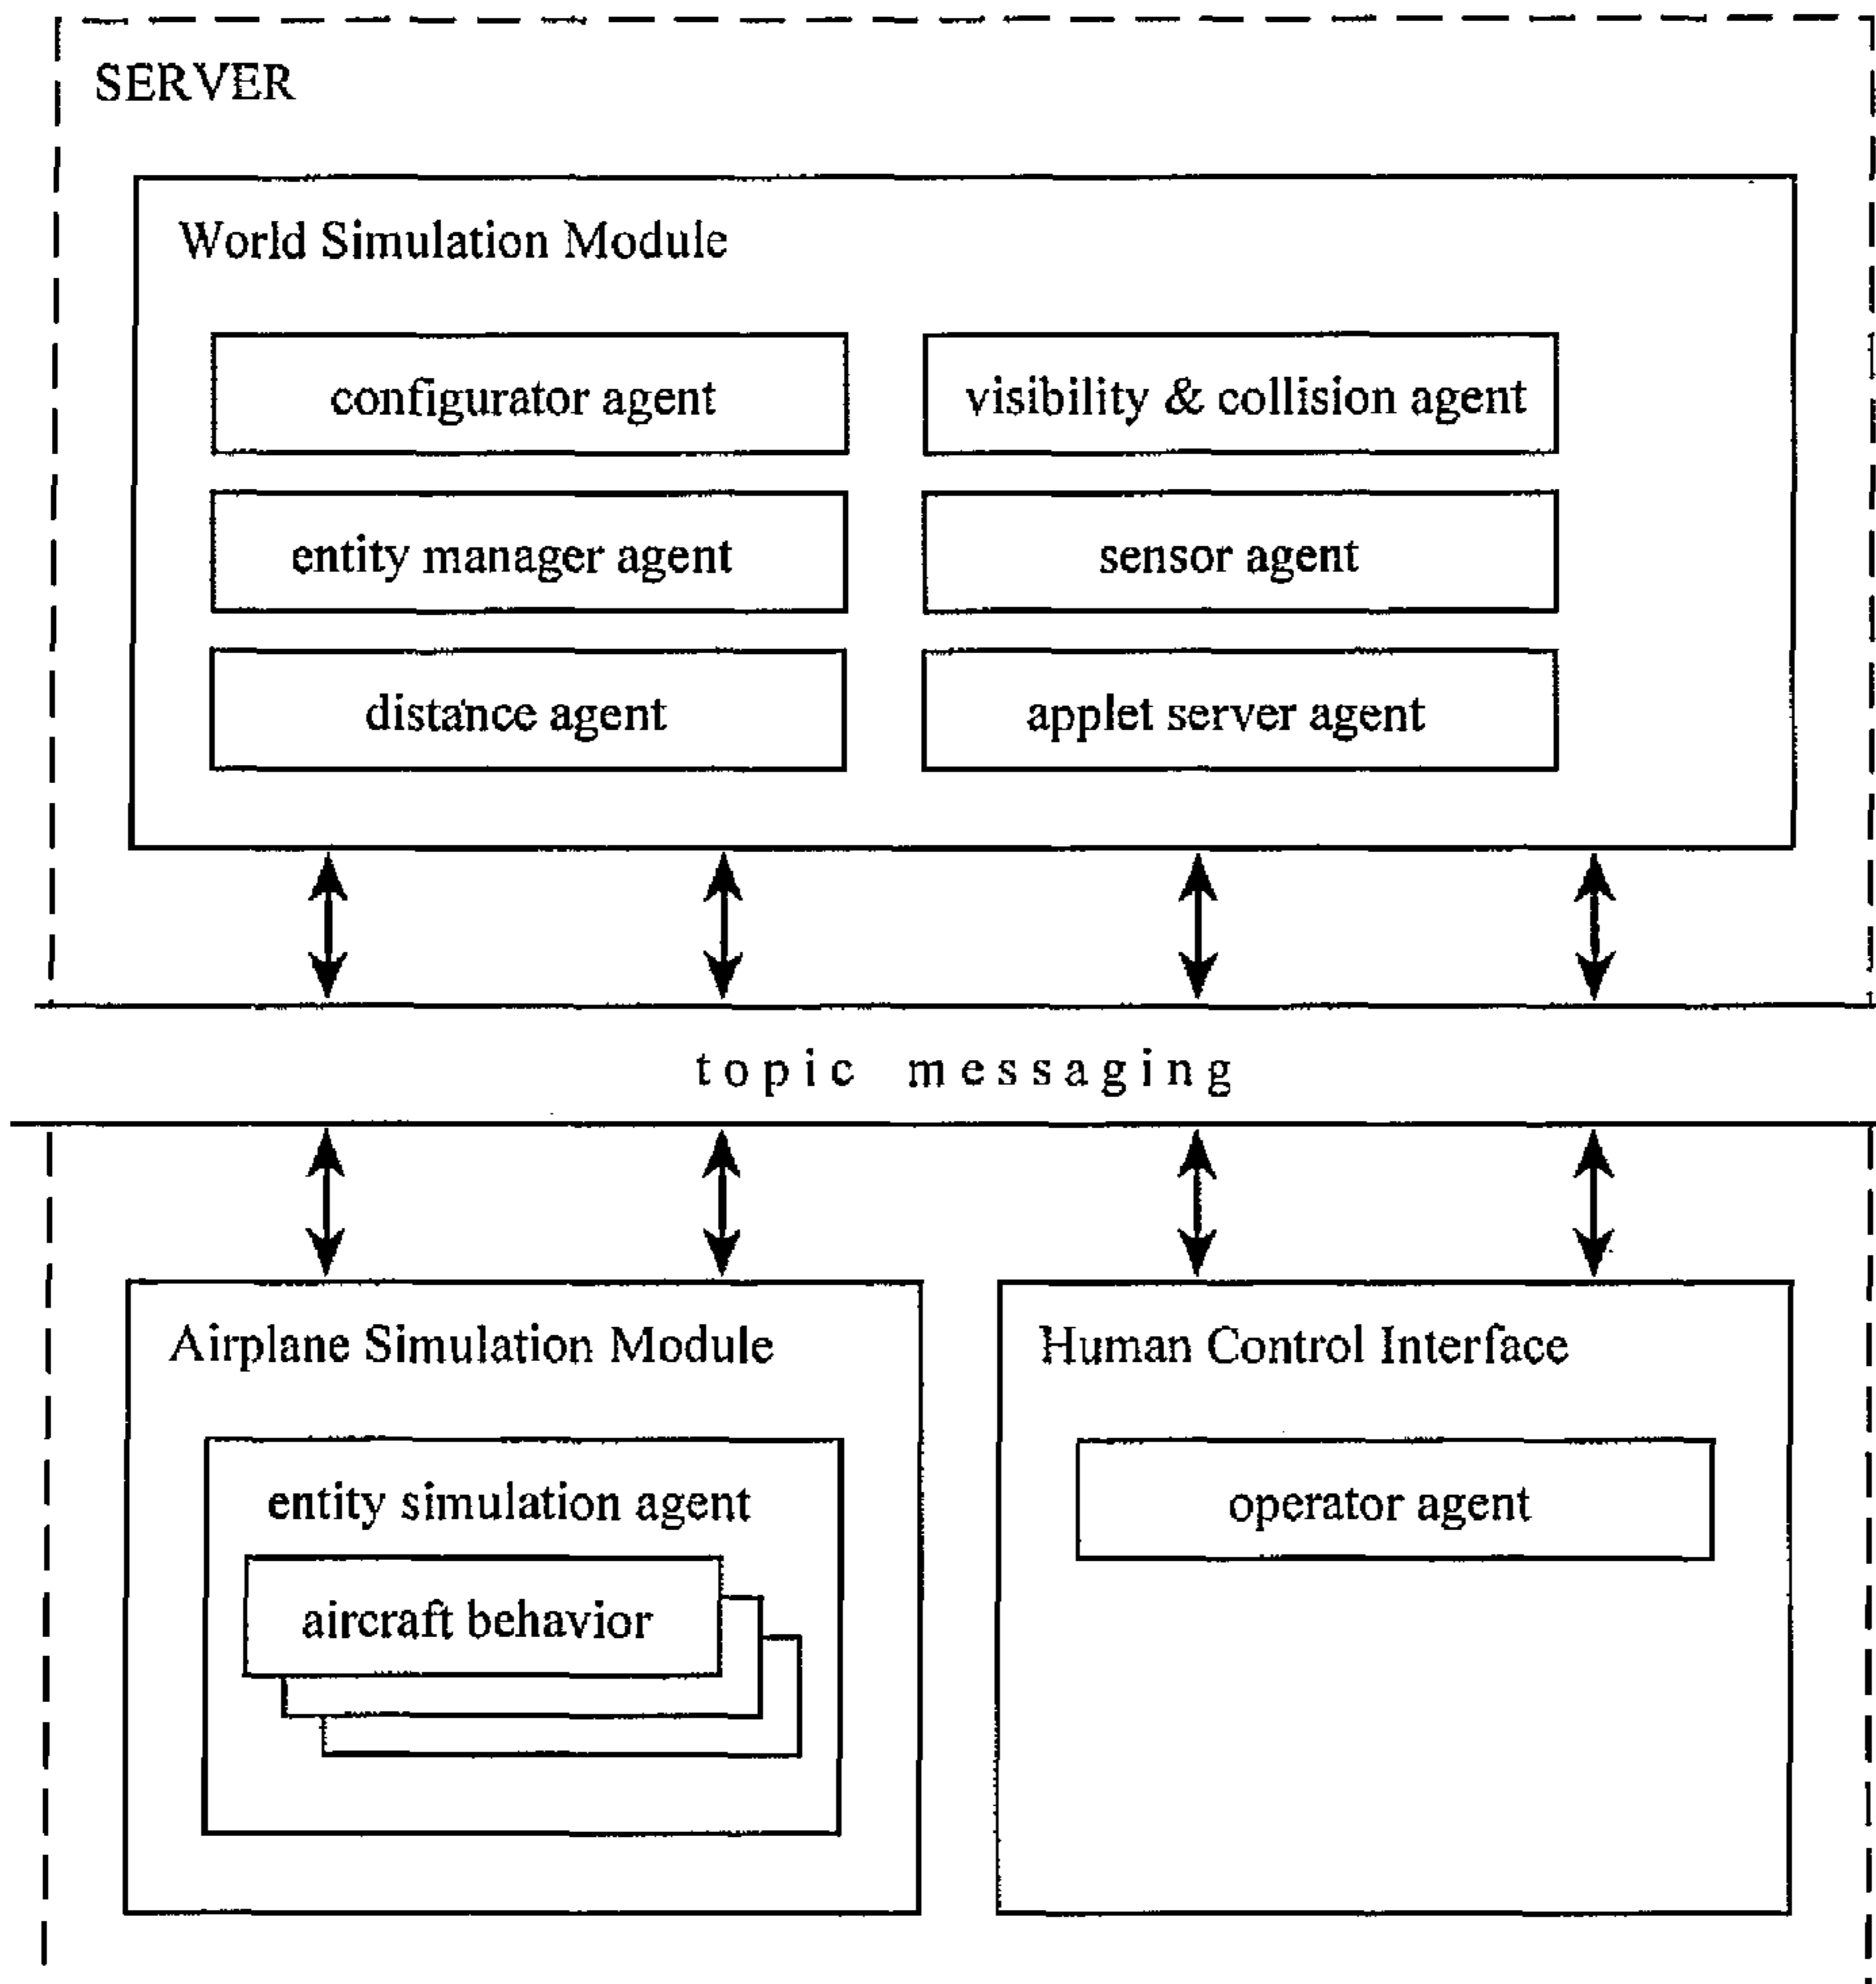 SERVER
World Simulation Module
configurator agent
visibility & collision agent
entity manager agent
sensor agent
distance agent
applet server agent
topic messaging
Airplane Simulation Module
entity simulation agent
aircraft behavior
Human Control Interface
operator agent